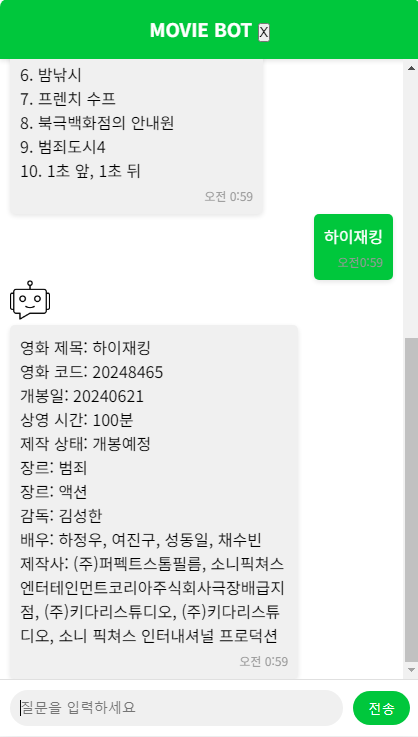 MOVIE BOT X
6. 밤낚시
7. 프렌치 수프
8. 북극백화점의 안내원
9. 범죄도시4
10. 1초 앞, 1초 뒤
오전 0:59
하이재킹
오전0:59
영화 제목: 하이재킹
영화 코드: 20248465
개봉일: 20240621
상영 시간: 100분
제작 상태: 개봉예정
장르: 범죄
장르: 액션
감독: 김성한
배우: 하정우, 여진구, 성동일, 채수빈
제작사: (주)퍼펙트스톰필름, 소니픽쳐스
엔터테인먼트코리아주식회사극장배급지
점, (주)키다리스튜디오, (주)키다리스튜
디오, 소니 픽쳐스 인터내셔널 프로덕션
오전 0:59
질문을 입력하세요
전송